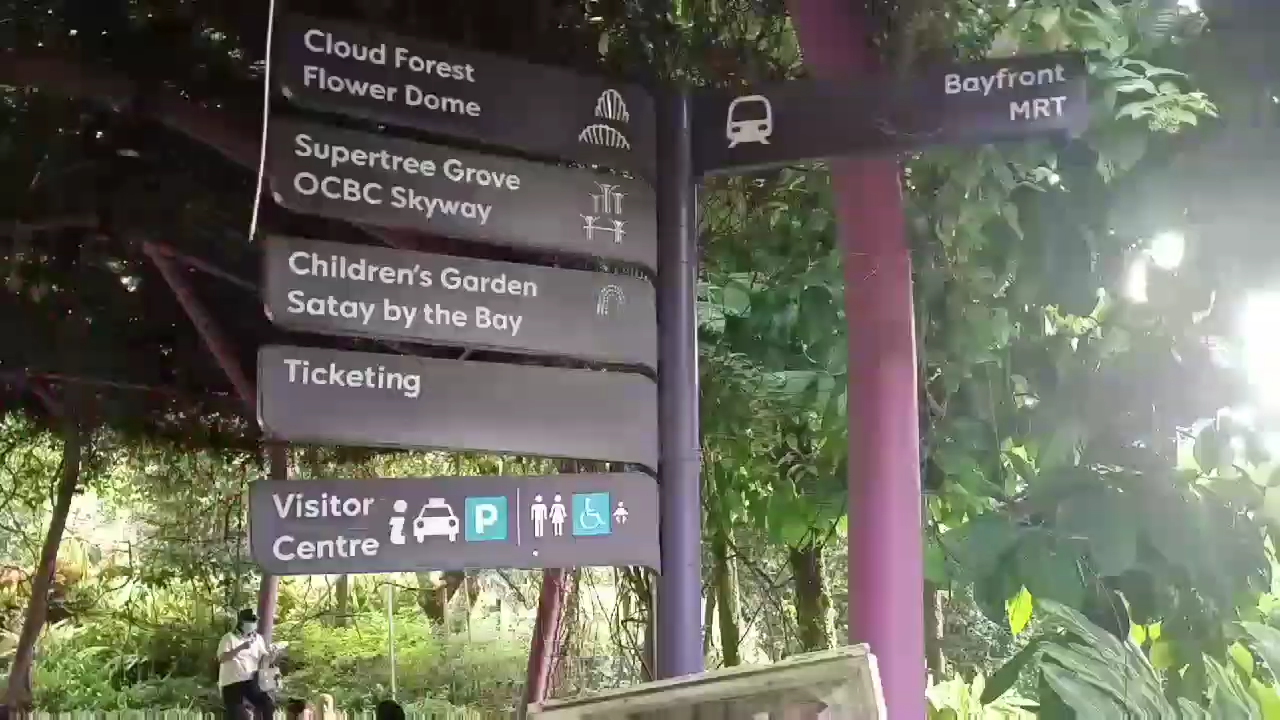 Cloud Forest
Flower Dome
Supertree Grove
OCBC Skyway
Children's Garden
Satay by the Bay
Ticketing
Visitor
Centre
P
Bayfront
MRT